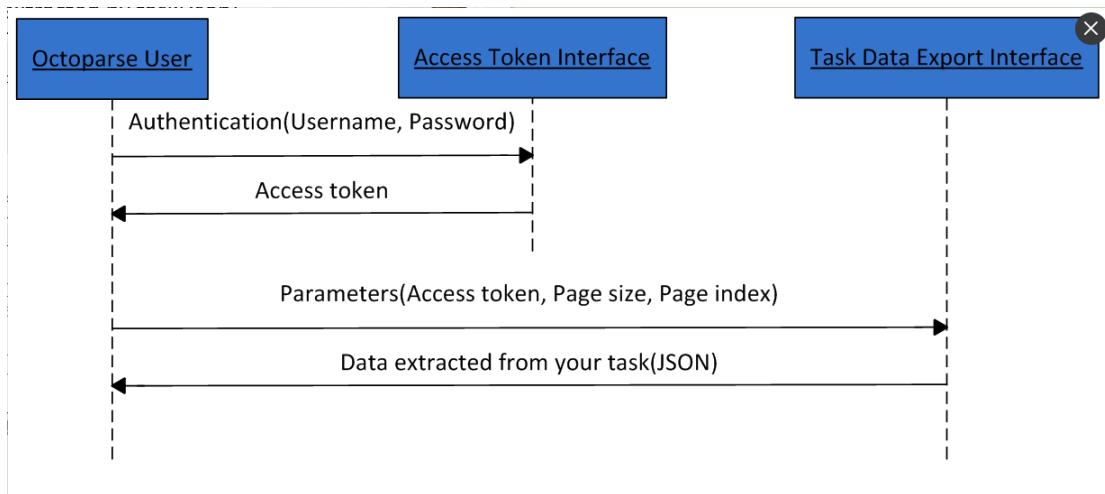 Octoparse User
Access Token Interface
Task Data Export Interface
Authentication(Username, Password)
Access token
Parameters(Access token, Page size, Page index)
Data extracted from your task(JSON)